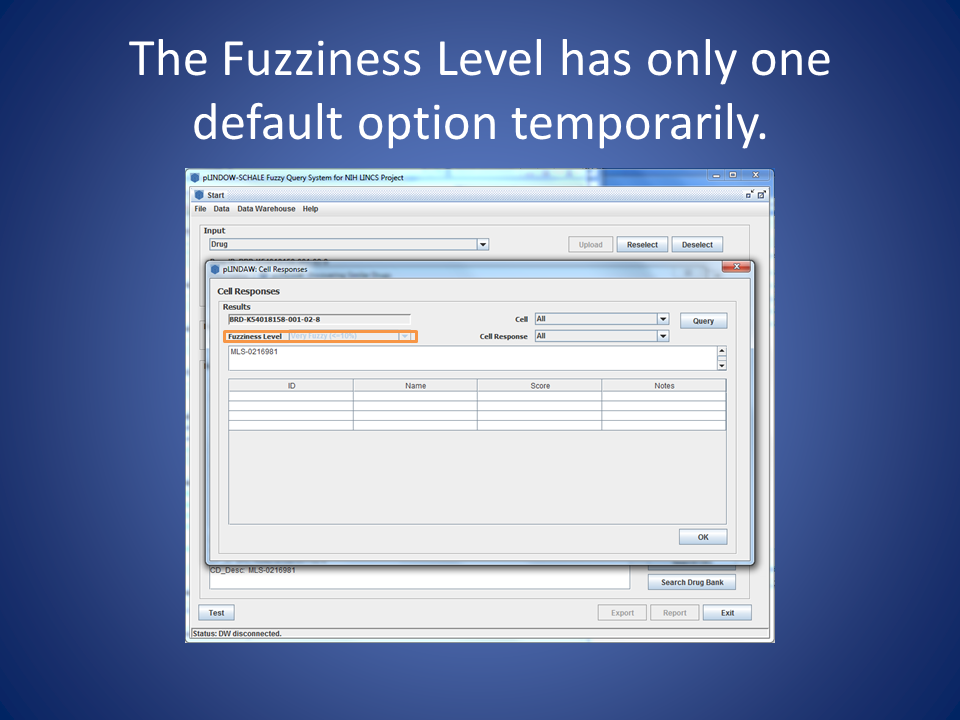 The Fuzziness Level has only one
default option temporarily.
pLINDOW-SCHALE Fuzzy Query System for NIH LINCS Project
Start
File Data Data Warehouse Help
Input
Drug
Upload Reselect Deselect
pLINDAW: Cell Responses
Cell Responses
Results
BRD-K54018158-001-02-8 Cell All Query
Fuzziness Level Very Fuzzy (<=10%) Cell Response All
MLS-0216981
ID Name Score Notes
OK
CD_Desc: MLS-0216981
Search Drug Bank
Test Export Report Exit
Status: DW disconnected.